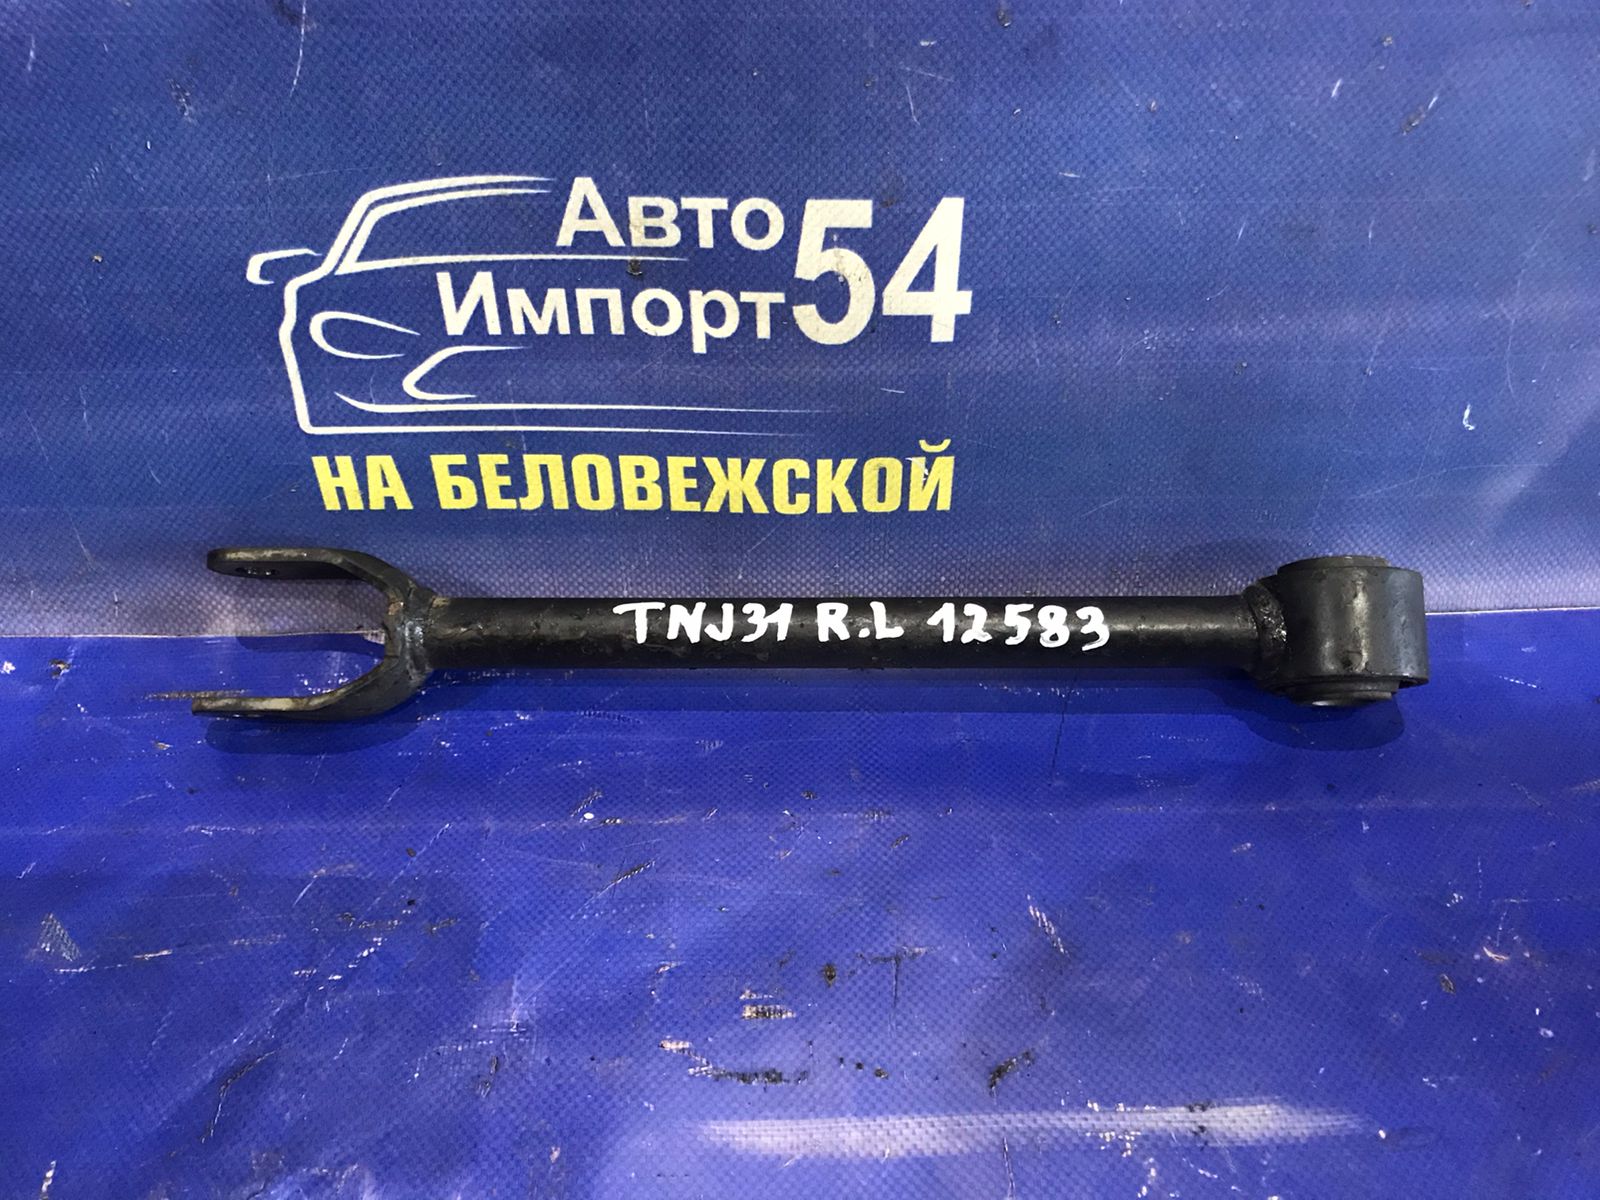 Авто
Импорт54
НА БЕЛОВЕЖСКОЙ
TNJ31 R.L 12583